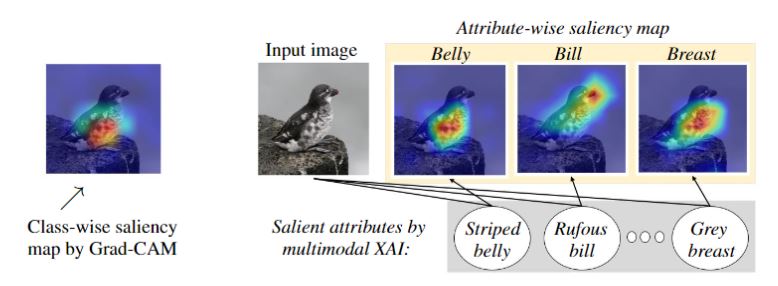 Attribute-wise saliency map
Input image
Belly
Bill
Breast
Class-wise saliency
map by Grad-CAM
Salient attributes by
multimodal XAI:
Striped
belly
Rufous
bill
Grey
breast